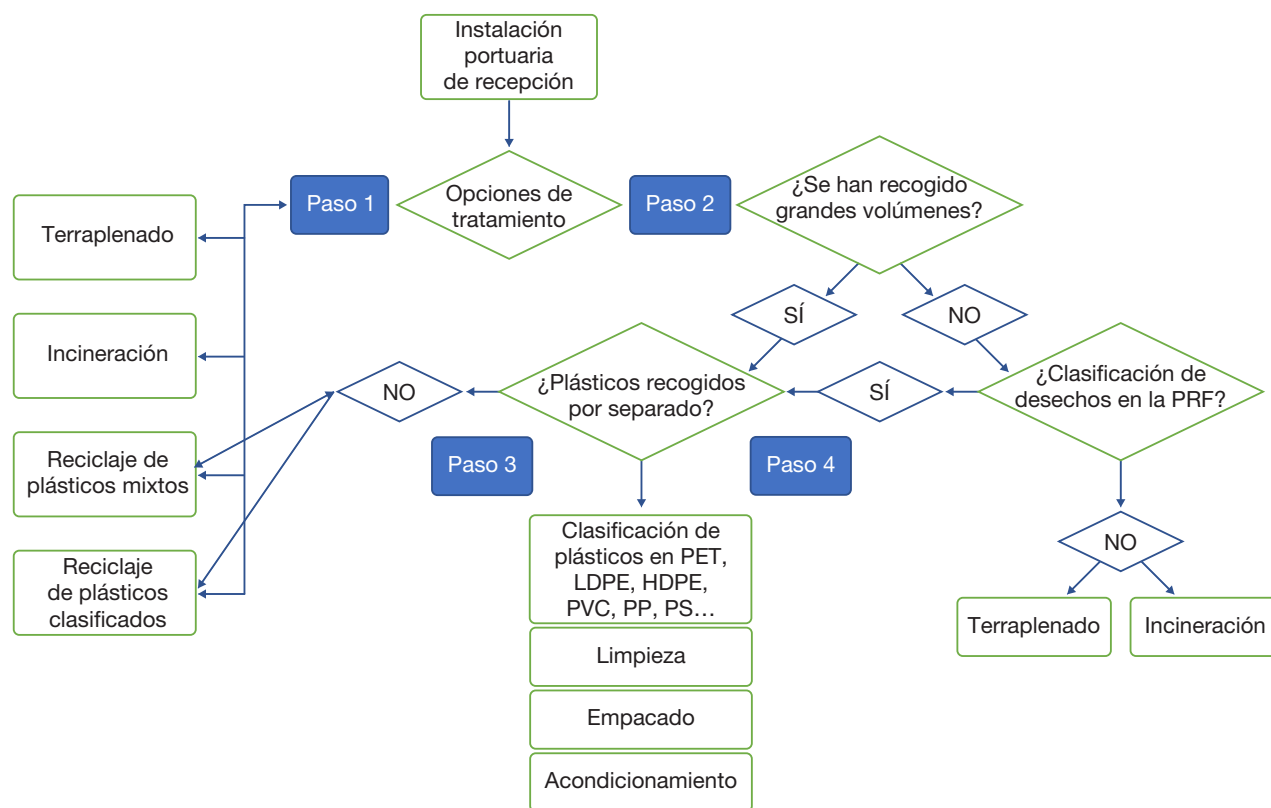 Instalación
portuaria
de recepción
Paso 1
Opciones de
tratamiento
Paso 2
¿Se han recogido
grandes volúmenes?
Terraplenado
Incineración
Reciclaje de
plásticos mixtos
Reciclaje
de plásticos
clasificados
SÍ
NO
NO
¿Plásticos recogidos
por separado?
SÍ
¿Clasificación de
desechos en la PRF?
Paso 3
Paso 4
Clasificación de
plásticos en PET,
LDPE, HDPE,
PVC, PP, PS...
Limpieza
Empacado
Acondicionamiento
NO
Terraplenado
Incineración